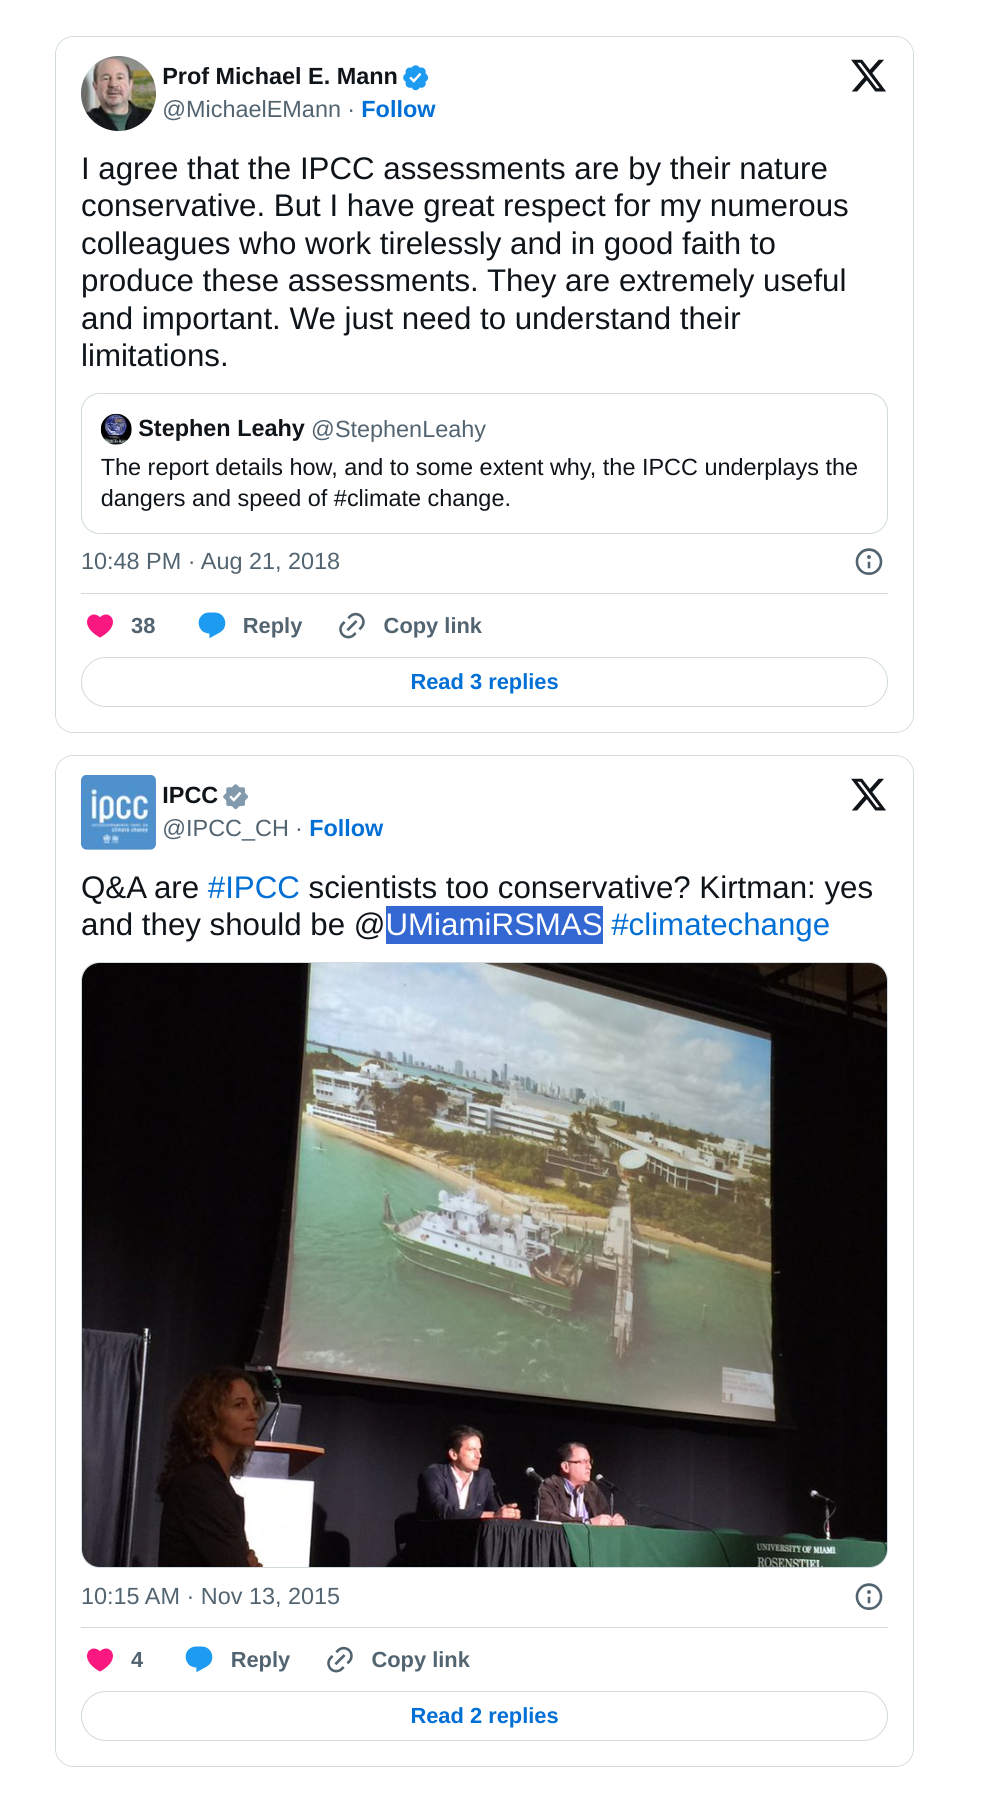 Prof Michael E. Mann
@MichaelEMann · Follow
I agree that the IPCC assessments are by their nature
conservative. But I have great respect for my numerous
colleagues who work tirelessly and in good faith to
produce these assessments. They are extremely useful
and important. We just need to understand their
limitations.
Stephen Leahy @StephenLeahy
The report details how, and to some extent why, the IPCC underplays the
dangers and speed of #climate change.
10:48 PM · Aug 21, 2018
38 Reply Copy link
Read 3 replies
ipcc
climate change
IPCC
@IPCC_CH · Follow
Q&A are #IPCC scientists too conservative? Kirtman: yes
and they should be @UMiamiRSMAS #climatechange
UNIVERSITY OF MIAMI
ROSENSTIEL
10:15 AM · Nov 13, 2015
4 Reply Copy link
Read 2 replies